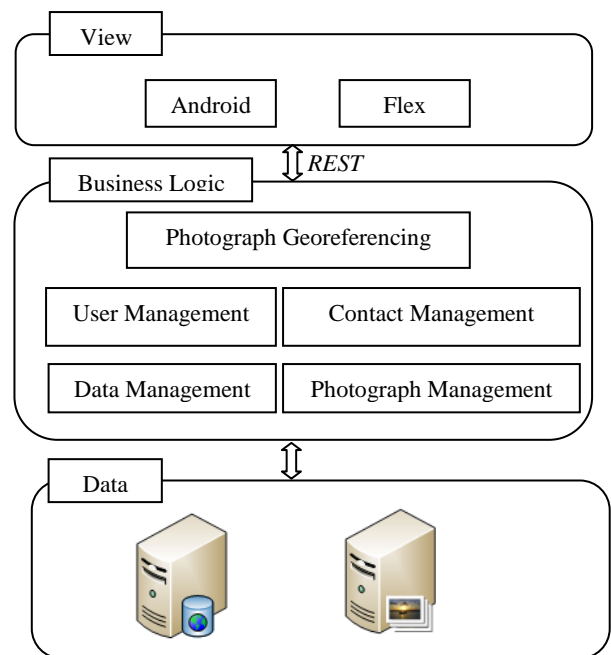 View
Android
Flex
REST
Business Logic
Photograph Georeferencing
User Management
Contact Management
Data Management
Photograph Management
Data